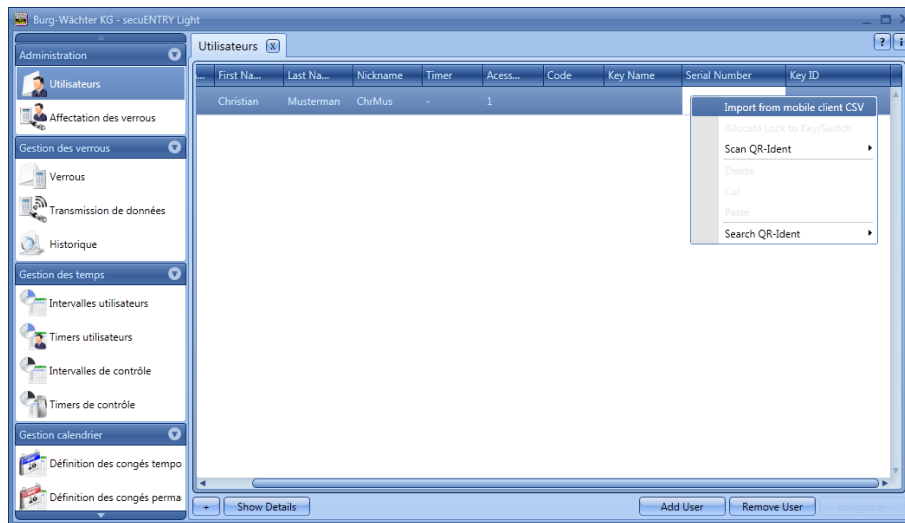 Burg-Wächter KG - secuENTRY Light
Administration
Utilisateurs
Affectation des verrous
Gestion des verrous
Verrous
Transmission de données
Historique
Gestion des temps
Intervalles utilisateurs
Timers utilisateurs
Intervalles de contrôle
Timers de contrôle
Gestion calendrier
Définition des congés tempo
Définition des congés perma
Utilisateurs x
? i
... First Na... Last Na... Nickname Timer Acess... Code Key Name Serial Number Key ID
Christian Musterman ChrMus - 1
Import from mobile client CSV
Allocate Lock to Key/Switch
Scan QR-Ident
Delete
Cut
Paste
Search QR-Ident
+ Show Details Add User Remove User Enregistrer